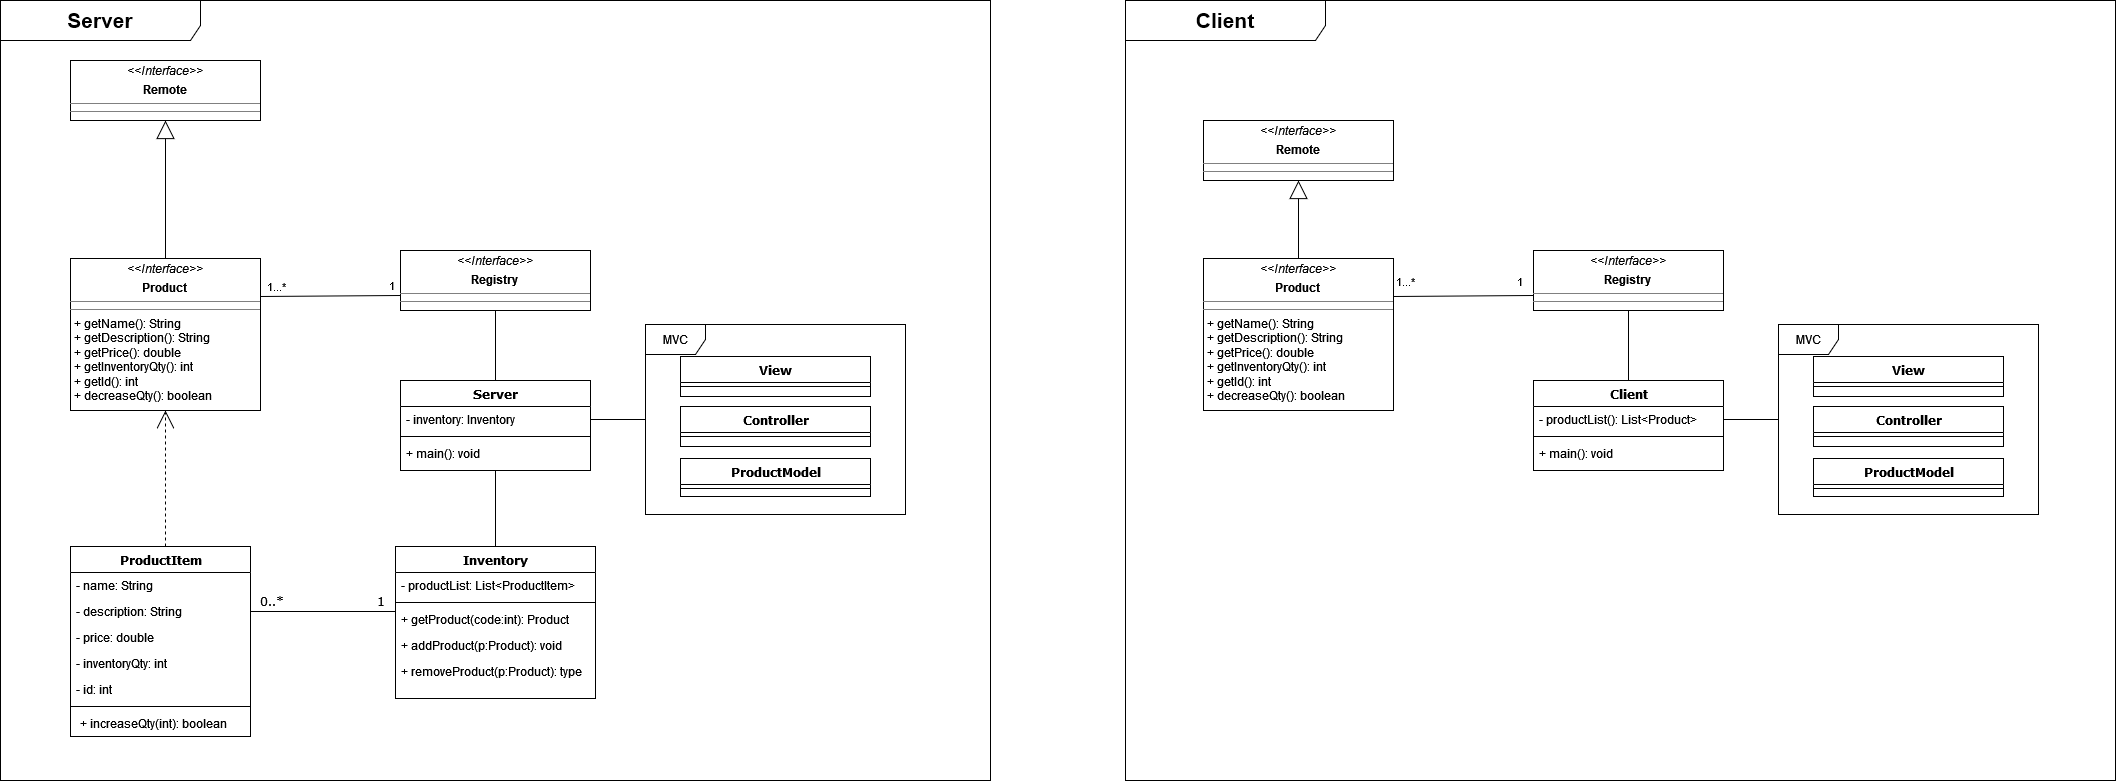 Server
<<Interface>>
Remote
<<Interface>>
Product
+ getName(): String
+ getDescription(): String
+ getPrice(): double
+ getInventoryQty(): int
+ getId(): int
+ decreaseQty(): boolean
1...*
1
<<Interface>>
Registry
Server
- inventory: Inventory
+ main(): void
MVC
View
Controller
ProductModel
ProductItem
- name: String
- description: String
- price: double
- inventoryQty: int
- id: int
+ increaseQty(int): boolean
0..*
1
Inventory
- productList: List<ProductItem>
+ getProduct(code:int): Product
+ addProduct(p:Product): void
+ removeProduct(p:Product): type
Client
<<Interface>>
Remote
<<Interface>>
Product
+ getName(): String
+ getDescription(): String
+ getPrice(): double
+ getInventoryQty(): int
+ getId(): int
+ decreaseQty(): boolean
1...*
1
<<Interface>>
Registry
Client
- productList(): List<Product>
+ main(): void
MVC
View
Controller
ProductModel